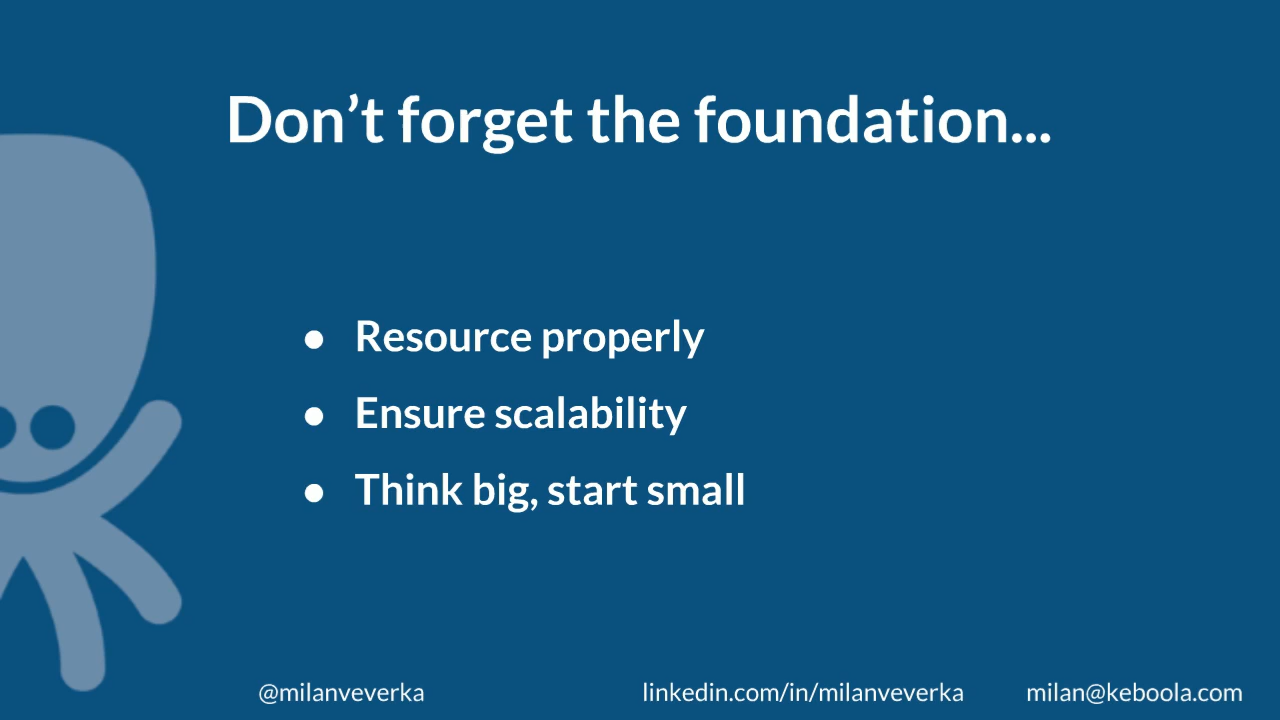 Don’t forget the foundation...
● Resource properly
● Ensure scalability
● Think big, start small
@milanveverka linkedin.com/in/milanveverka milan@keboola.com